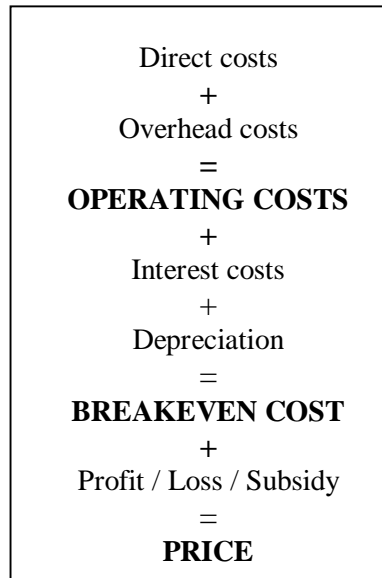 Direct costs
+
Overhead costs
=
OPERATING COSTS
+
Interest costs
+
Depreciation
=
BREAKEVEN COST
+
Profit / Loss / Subsidy
=
PRICE